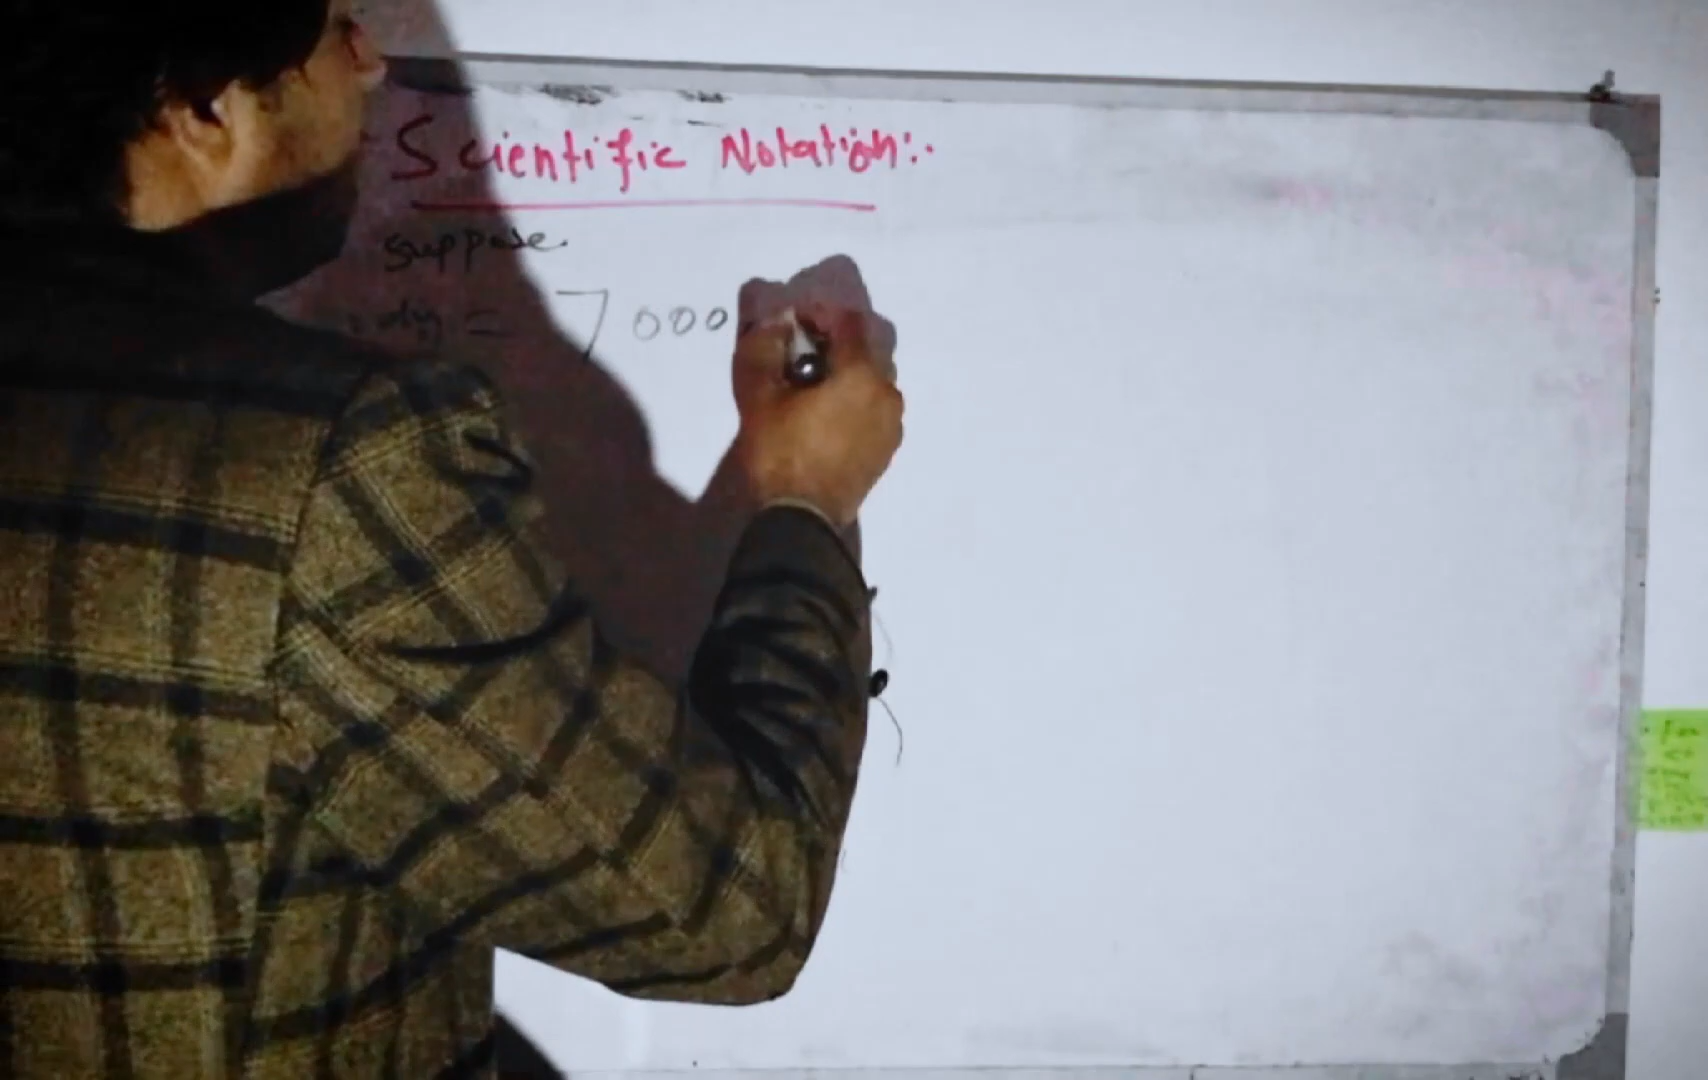 Scientific Notation:.
suppose
= 7000